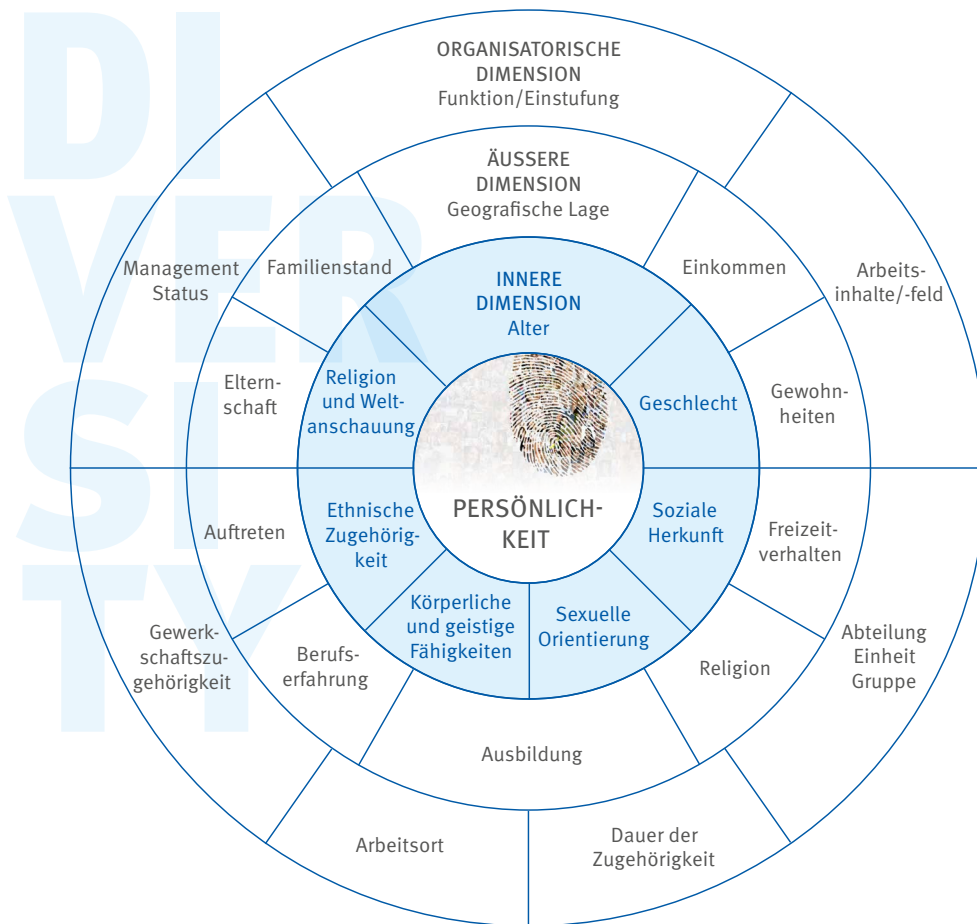 DI
VER
SI
TY
ORGANISATORISCHE
DIMENSION
Funktion/Einstufung
Arbeits-
inhalte/-feld
Abteilung
Einheit
Gruppe
Dauer der
Zugehörigkeit
Arbeitsort
Gewerk-
schaftszu-
gehörigkeit
Management
Status
ÄUSSERE
DIMENSION
Geografische Lage
Einkommen
Gewohn-
heiten
Freizeit-
verhalten
Religion
Ausbildung
Berufs-
erfahrung
Auftreten
Eltern-
schaft
Familienstand
INNERE
DIMENSION
Alter
Geschlecht
Soziale
Herkunft
Sexuelle
Orientierung
Körperliche
und geistige
Fähigkeiten
Ethnische
Zugehörig-
keit
Religion
und Welt-
anschauung
PERSÖNLICH-
KEIT